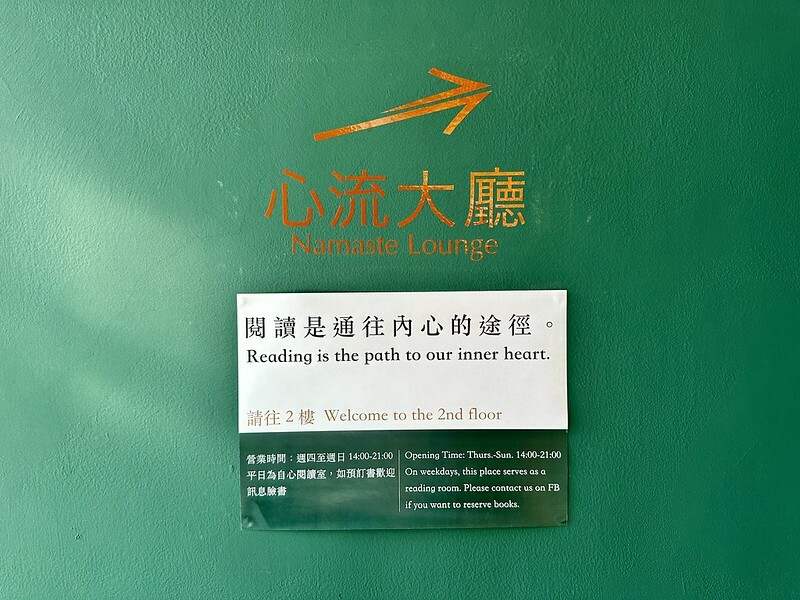 心流大廳
Namaste Lounge
閱讀是通往內心的途徑。
Reading is the path to our inner heart.
請往 2 樓 Welcome to the 2nd floor
營業時間：週四至週日 14:00-21:00
平日為自心閱讀室，如預訂書歡迎
訊息臉書
Opening Time: Thurs.-Sun. 14:00-21:00
On weekdays, this place serves as a
reading room. Please contact us on FB
if you want to reserve books.